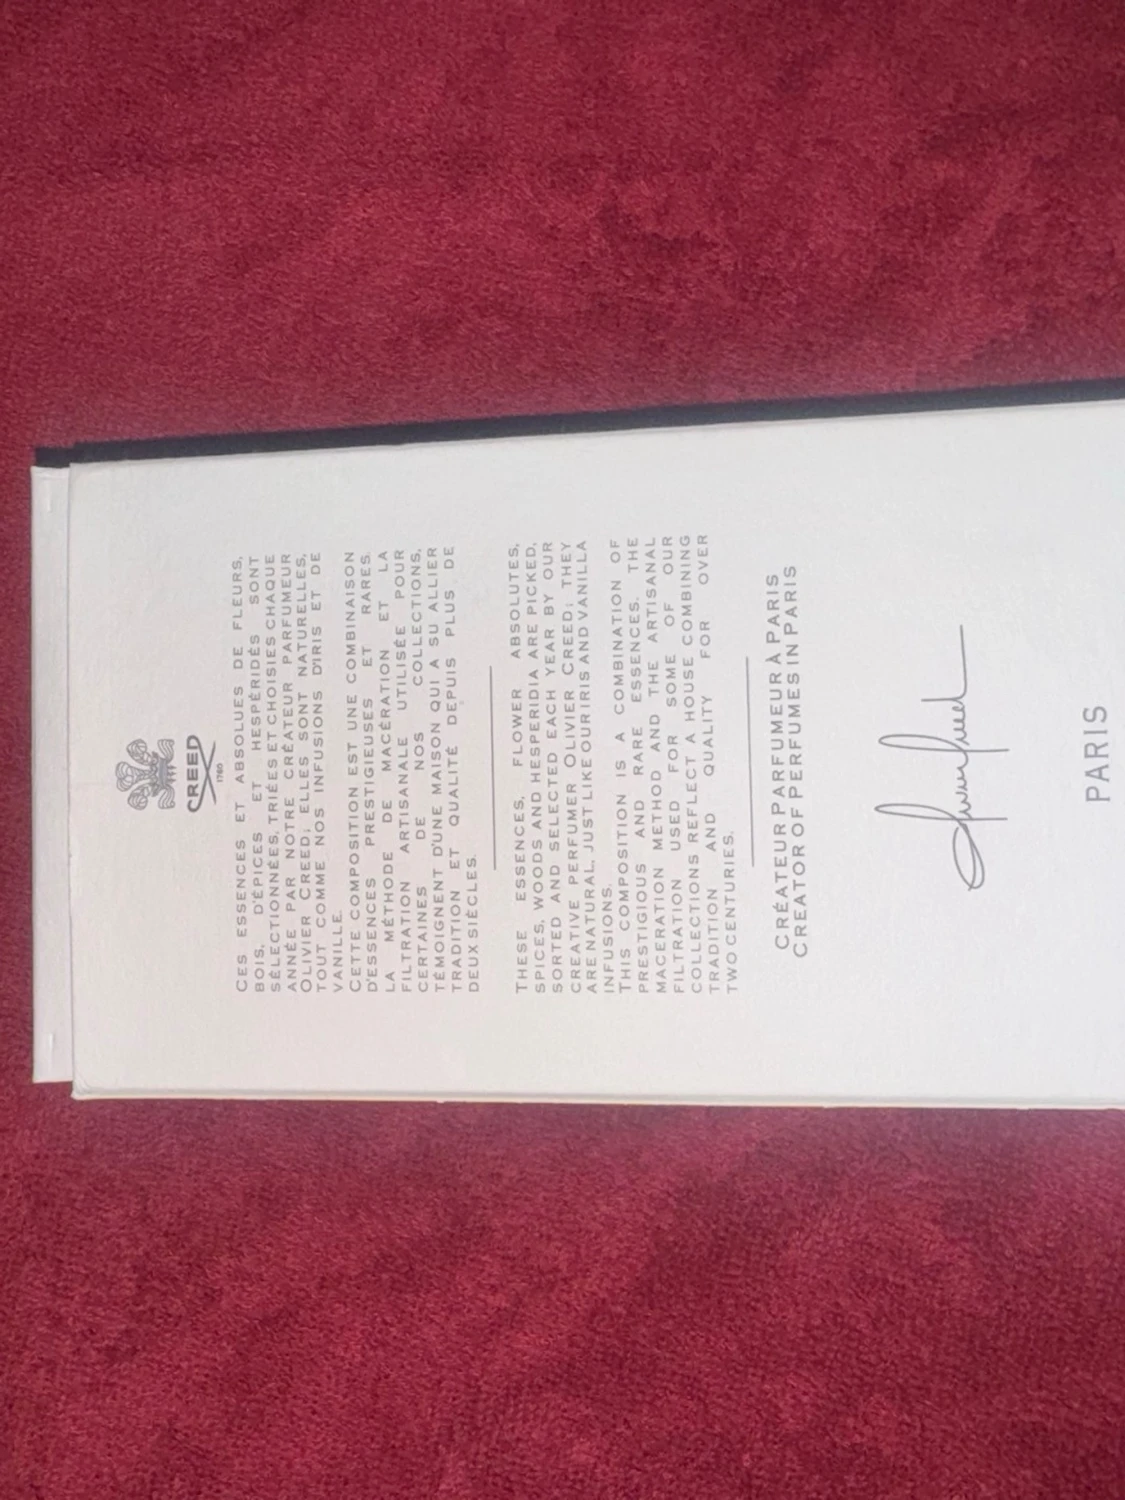 CREED
1760
CES ESSENCES ET ABSOLUES DE FLEURS,
BOIS, D'ÉPICES ET HESPÉRIDÉS SONT
SÉLECTIONNÉES, TRIÉES ET CHOISIES CHAQUE
ANNÉE PAR NOTRE CRÉATEUR PARFUMEUR
OLIVIER CREED; ELLES SONT NATURELLES,
TOUT COMME NOS INFUSIONS D'IRIS ET DE
VANILLE.
CETTE COMPOSITION EST UNE COMBINAISON
D'ESSENCES PRESTIGIEUSES ET RARES.
LA MÉTHODE DE MACÉRATION ET LA
FILTRATION ARTISANALE UTILISÉE POUR
CERTAINES DE NOS COLLECTIONS,
TÉMOIGNENT D'UNE MAISON QUI A SU ALLIER
TRADITION ET QUALITÉ DEPUIS PLUS DE
DEUX SIÈCLES.
THESE ESSENCES, FLOWER ABSOLUTES,
SPICES, WOODS AND HESPERIDIA ARE PICKED,
SORTED AND SELECTED EACH YEAR BY OUR
CREATIVE PERFUMER OLIVIER CREED; THEY
ARE NATURAL, JUST LIKE OUR IRIS AND VANILLA
INFUSIONS.
THIS COMPOSITION IS A COMBINATION OF
PRESTIGIOUS AND RARE ESSENCES. THE
MACERATION METHOD AND THE ARTISANAL
FILTRATION USED FOR SOME OF OUR
COLLECTIONS REFLECT A HOUSE COMBINING
TRADITION AND QUALITY FOR OVER
TWO CENTURIES.
CRÉATEUR PARFUMEUR À PARIS
CREATOR OF PERFUMES IN PARIS
PARIS